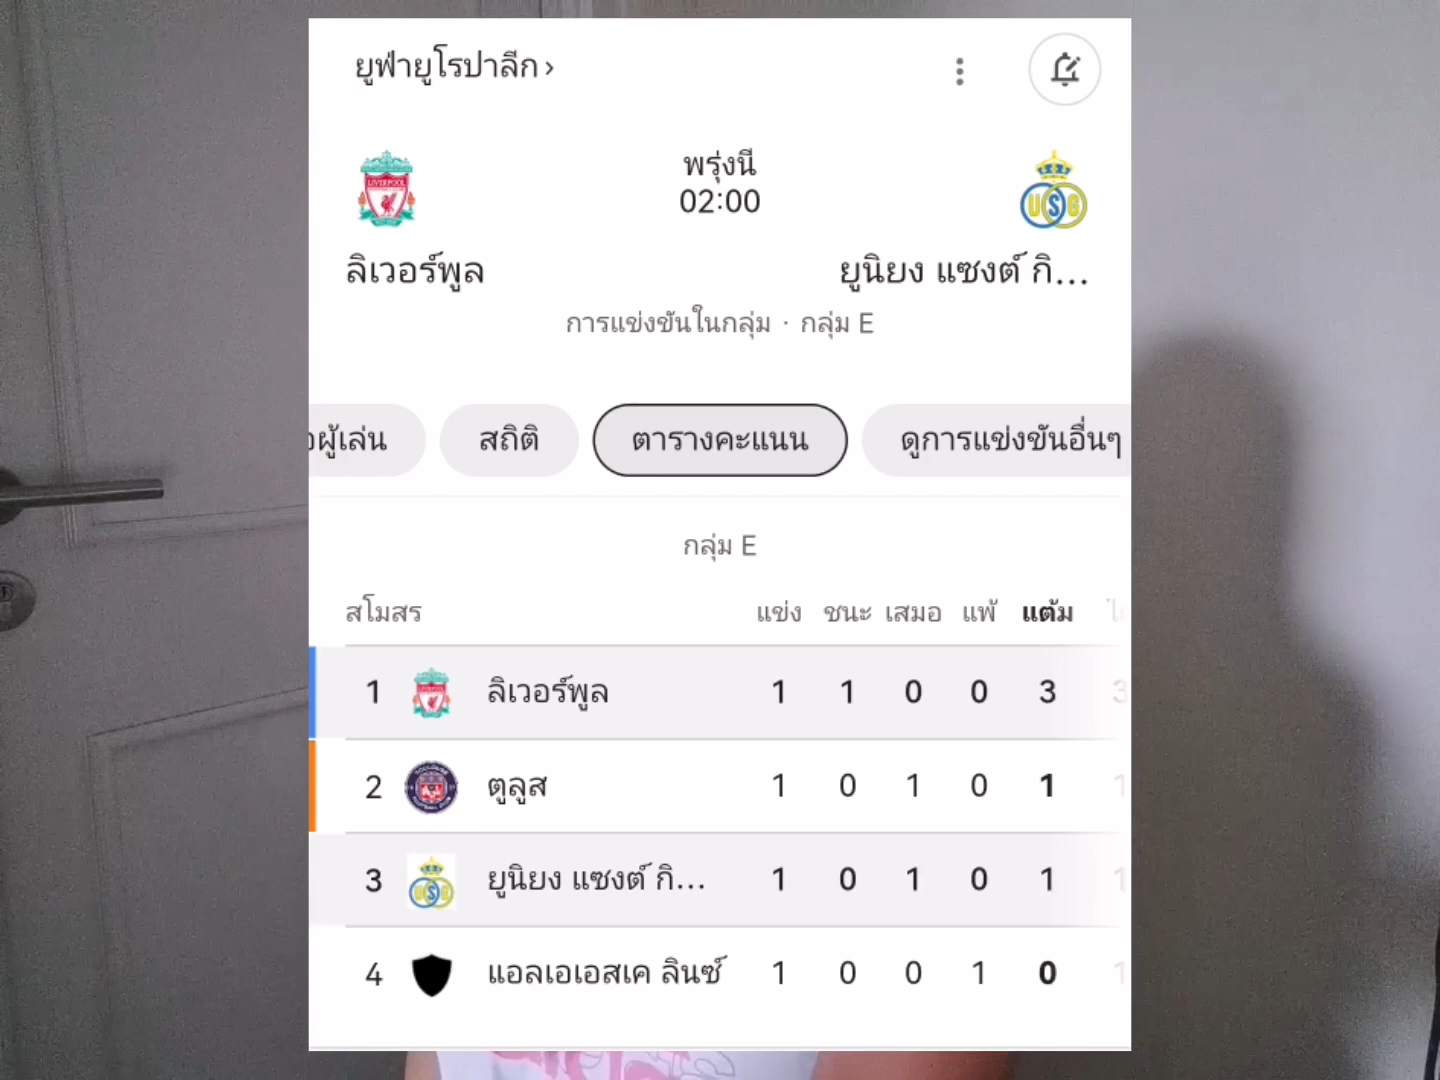 ยูฟ่ายูโรปาลีก
พรุ่งนี้
02:00
LIVERPOOL
USG
ลิเวอร์พูล
ยูนิยง แซงต์ กิ...
การแข่งขันในกลุ่ม · กลุ่ม E
ผู้เล่น
สถิติ
ตารางคะแนน
ดูการแข่งขันอื่นๆ
กลุ่ม E
สโมสร แข่ง ชนะ เสมอ แพ้ แต้ม
1 ลิเวอร์พูล 1 1 0 0 3 3
2 ตูลูส 1 0 1 0 1 1
3 ยูนิยง แซงต์ กิ... 1 0 1 0 1 1
4 แอลเอเอสเค ลินซ์ 1 0 0 1 0 1